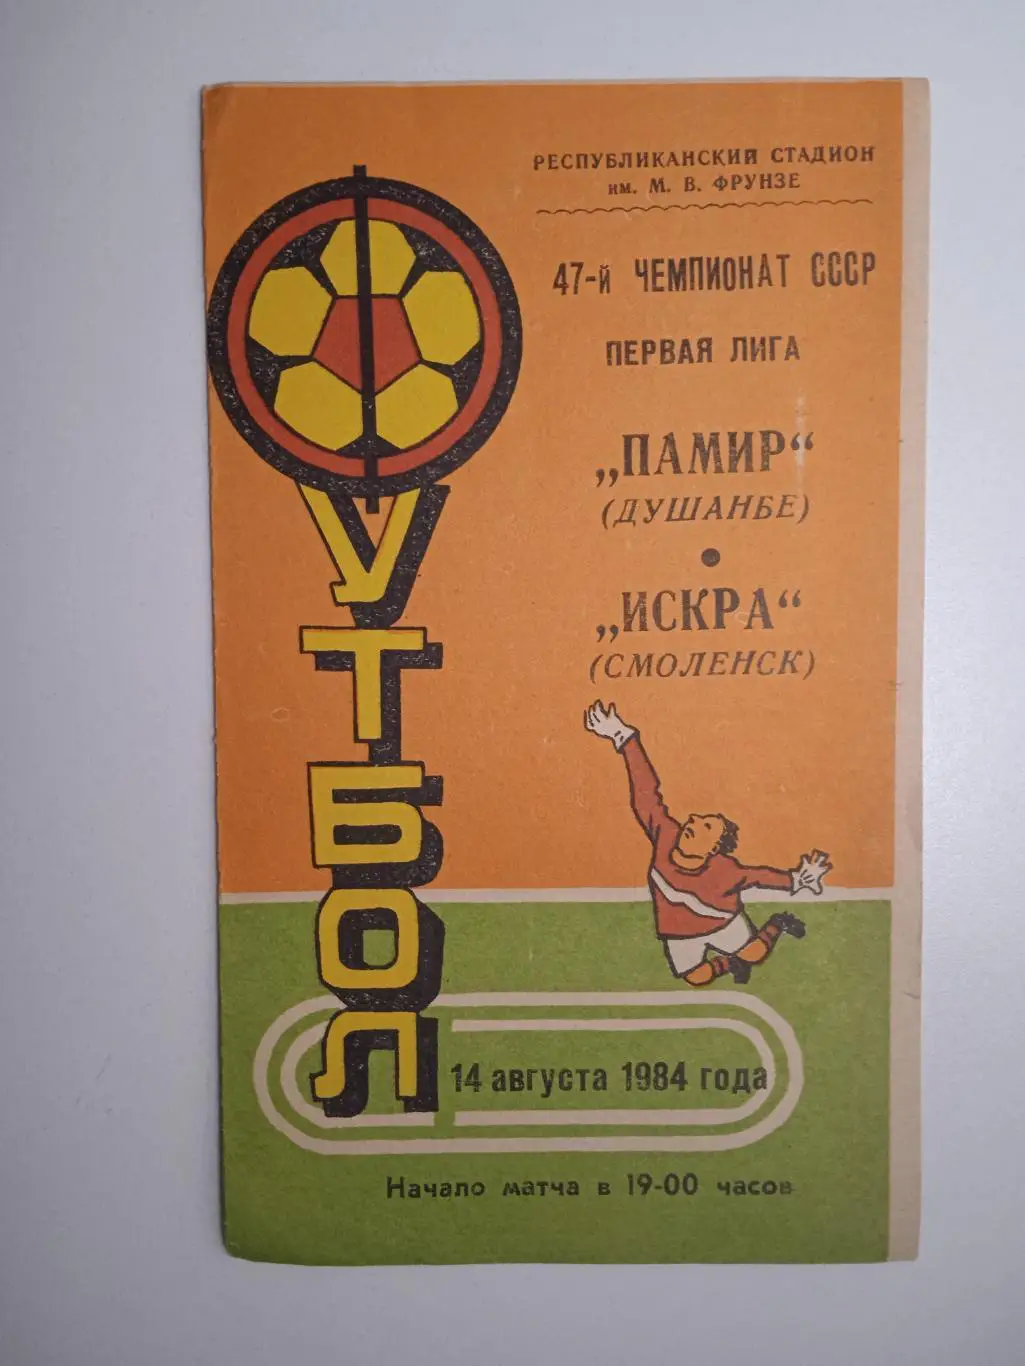 РЕСПУБЛИКАНСКИЙ СТАДИОН
им. М. В. ФРУНЗЕ
47-й ЧЕМПИОНАТ СССР
ПЕРВАЯ ЛИГА
„ПАМИР“
(ДУШАНБЕ)
•
„ИСКРА“
(СМОЛЕНСК)
ФУТБОЛ
14 августа 1984 года
Начало матча в 19-00 часов